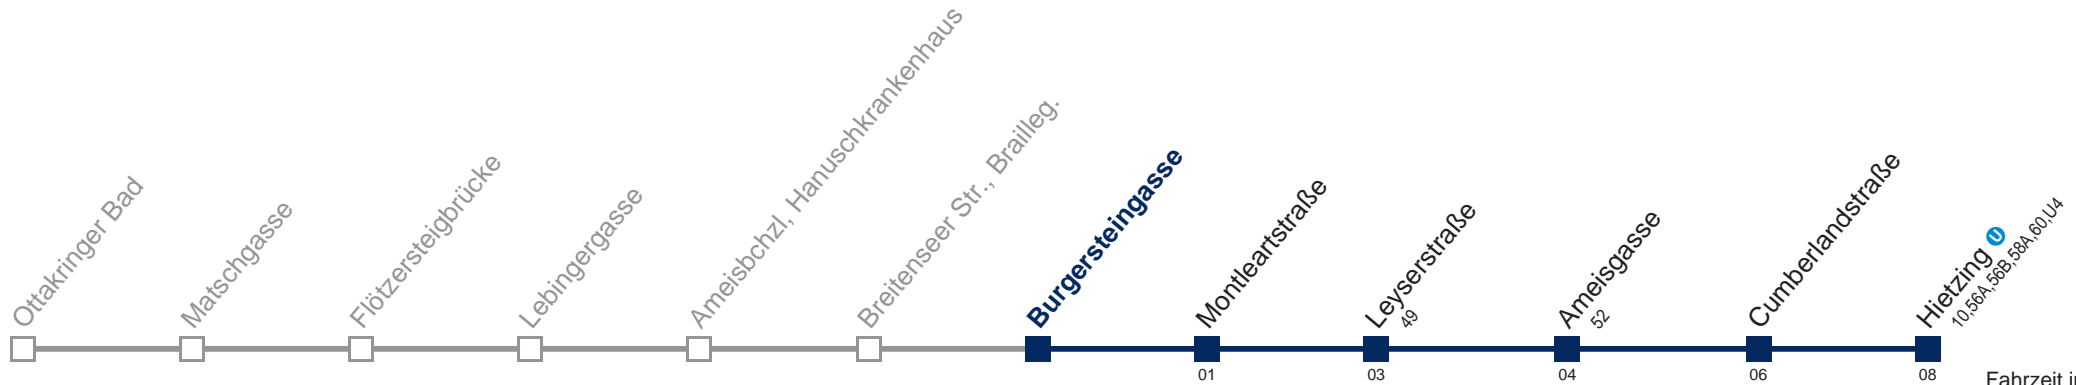 Ottakringer Bad
Matschgasse
Flötzersteigbrücke
Lebingergasse
Ameisbchzl, Hanuschkrankenhaus
Breitenseer Str., Brailleg.
Burgersteingasse
Montleartstraße
Leyserstraße
49
Ameisgasse
52
Cumberlandstraße
Hietzing U
10,56A,56B,58A,60,U4
01
03
04
06
08
Fahrzeit